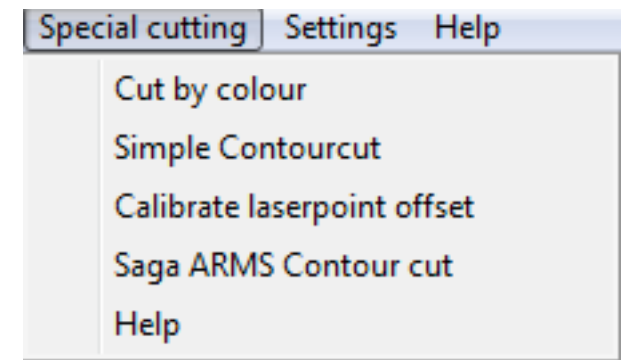 Special cutting Settings Help
Cut by colour
Simple Contourcut
Calibrate laserpoint offset
Saga ARMS Contour cut
Help